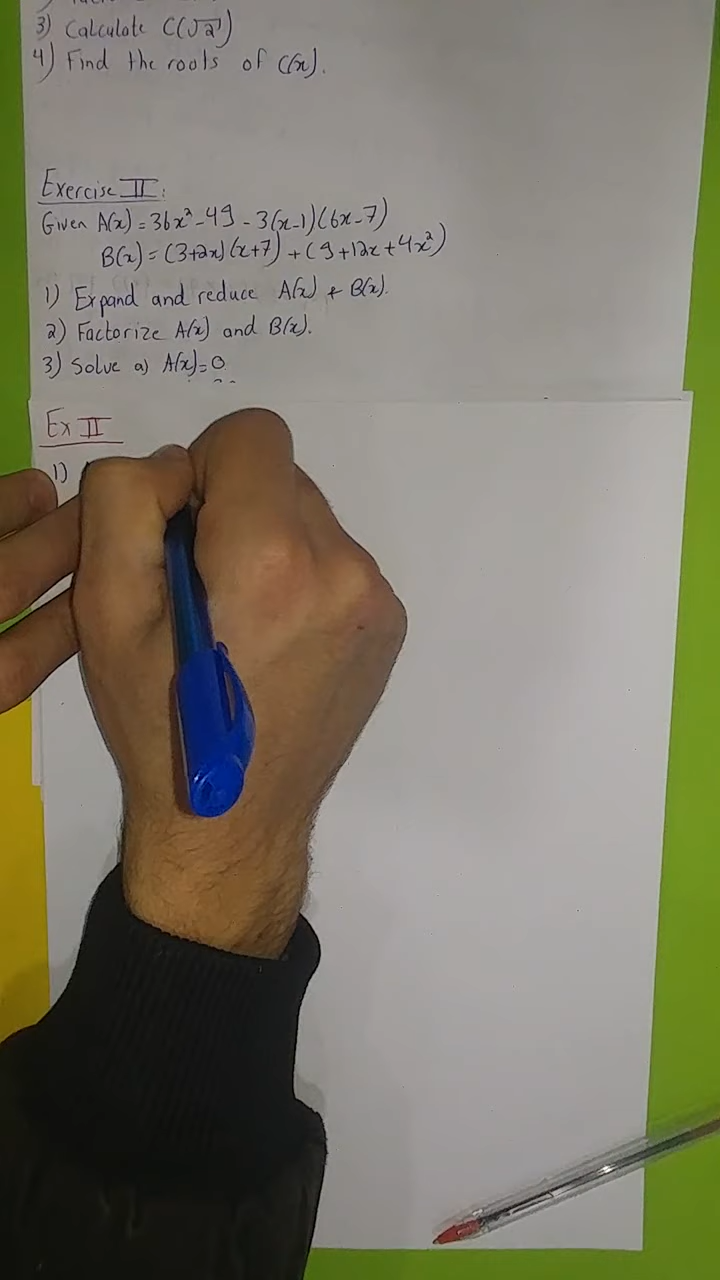 3) Calculate C(√2)
4) Find the roots of C(x).
Exercise II:
Given A(x) = 36x² - 49 - 3(x-1)(6x-7)
B(x) = (3+2x)(x+7) + (9+12x+4x²)
1) Expand and reduce A(x) + B(x).
2) Factorize A(x) and B(x).
3) Solve a) A(x)=0
Ex II
1)